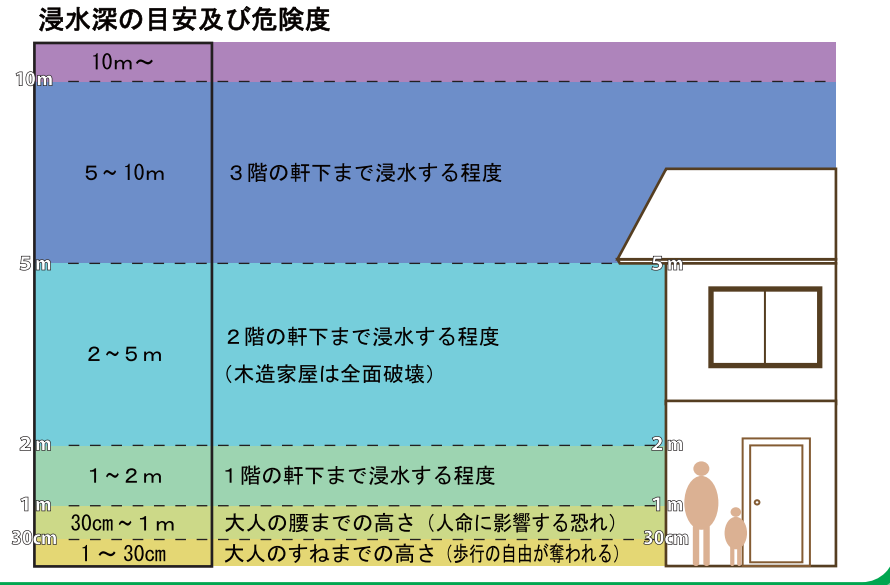 浸水深の目安及び危険度
10m～
10m
5～10m
3階の軒下まで浸水する程度
5m
5m
2～5m
2階の軒下まで浸水する程度
（木造家屋は全面破壊）
2m
2m
1～2m
1階の軒下まで浸水する程度
1m
1m
30cm～1m
大人の腰までの高さ（人命に影響する恐れ）
30cm
30cm
1～30cm
大人のすねまでの高さ（歩行の自由が奪われる）